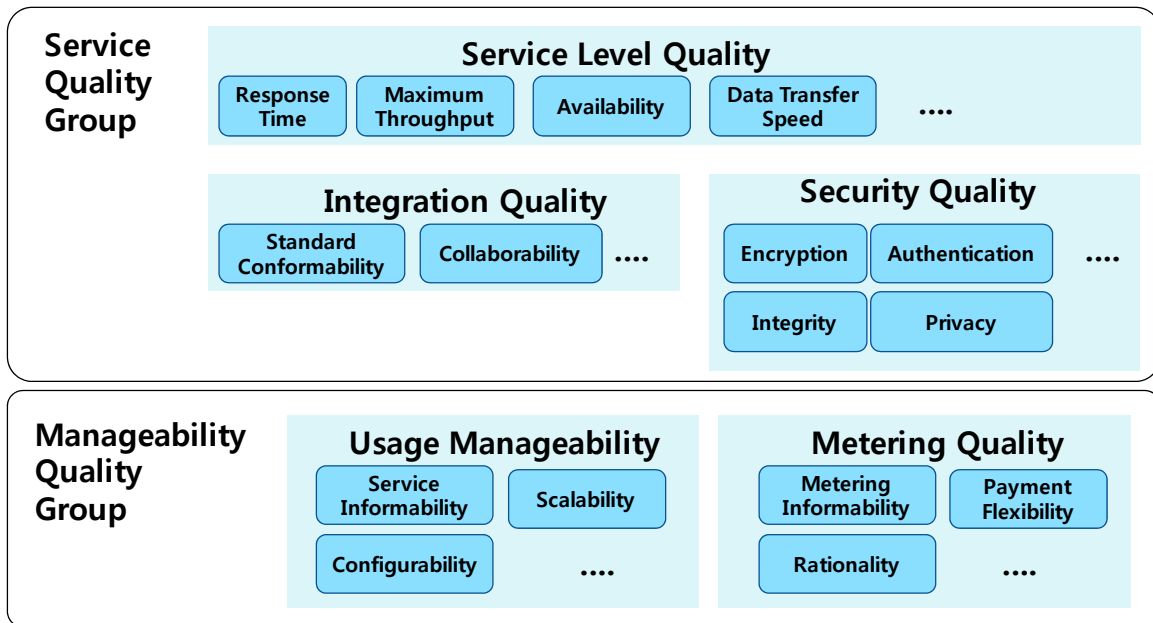 Service
Quality
Group
Service Level Quality
Response
Time
Maximum
Throughput
Availability
Data Transfer
Speed
....
Integration Quality
Standard
Conformability
Collaborability
....
Security Quality
Encryption
Authentication
....
Integrity
Privacy
Manageability
Quality
Group
Usage Manageability
Service
Informability
Scalability
Configurability
....
Metering Quality
Metering
Informability
Payment
Flexibility
Rationality
....